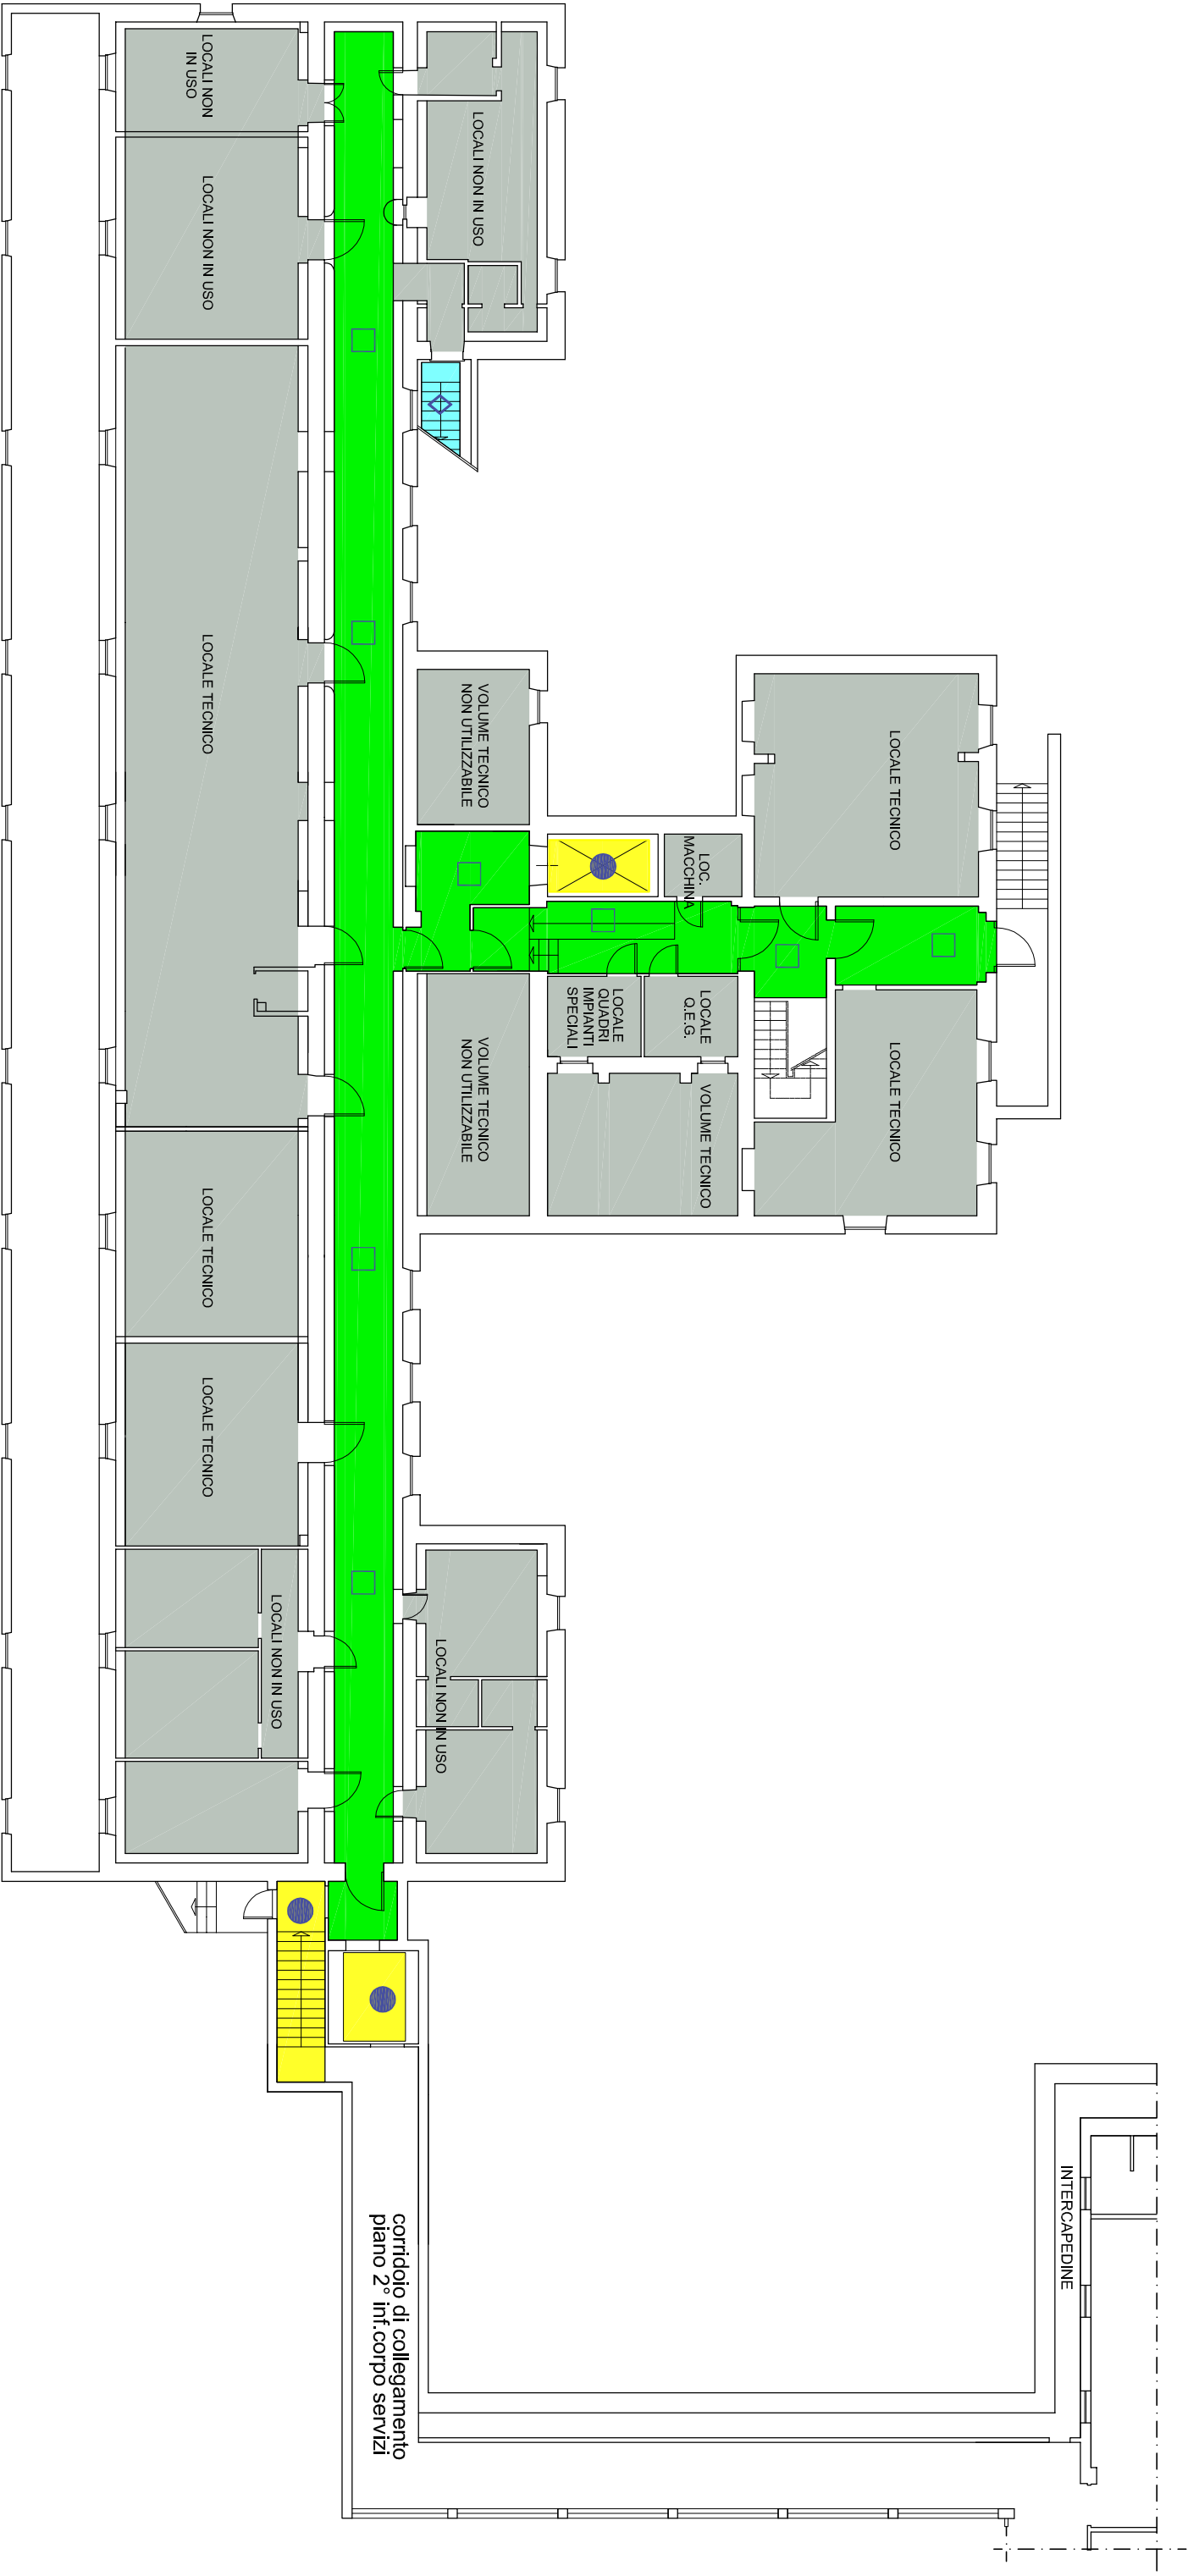 LOCALI NON
IN USO
LOCALI NON IN USO
LOCALI NON IN USO
LOCALE TECNICO
VOLUME TECNICO
NON UTILIZZABILE
LOCALE TECNICO
LOC.
MACCHINA
LOCALE
QUADRI
IMPIANTI
SPECIALI
LOCALE
Q.E.G.
VOLUME TECNICO
NON UTILIZZABILE
VOLUME TECNICO
LOCALE TECNICO
LOCALE TECNICO
LOCALE TECNICO
LOCALI NON IN USO
LOCALI NON IN USO
INTERCAPEDINE
corridoio di collegamento
piano 2° inf.corpo servizi